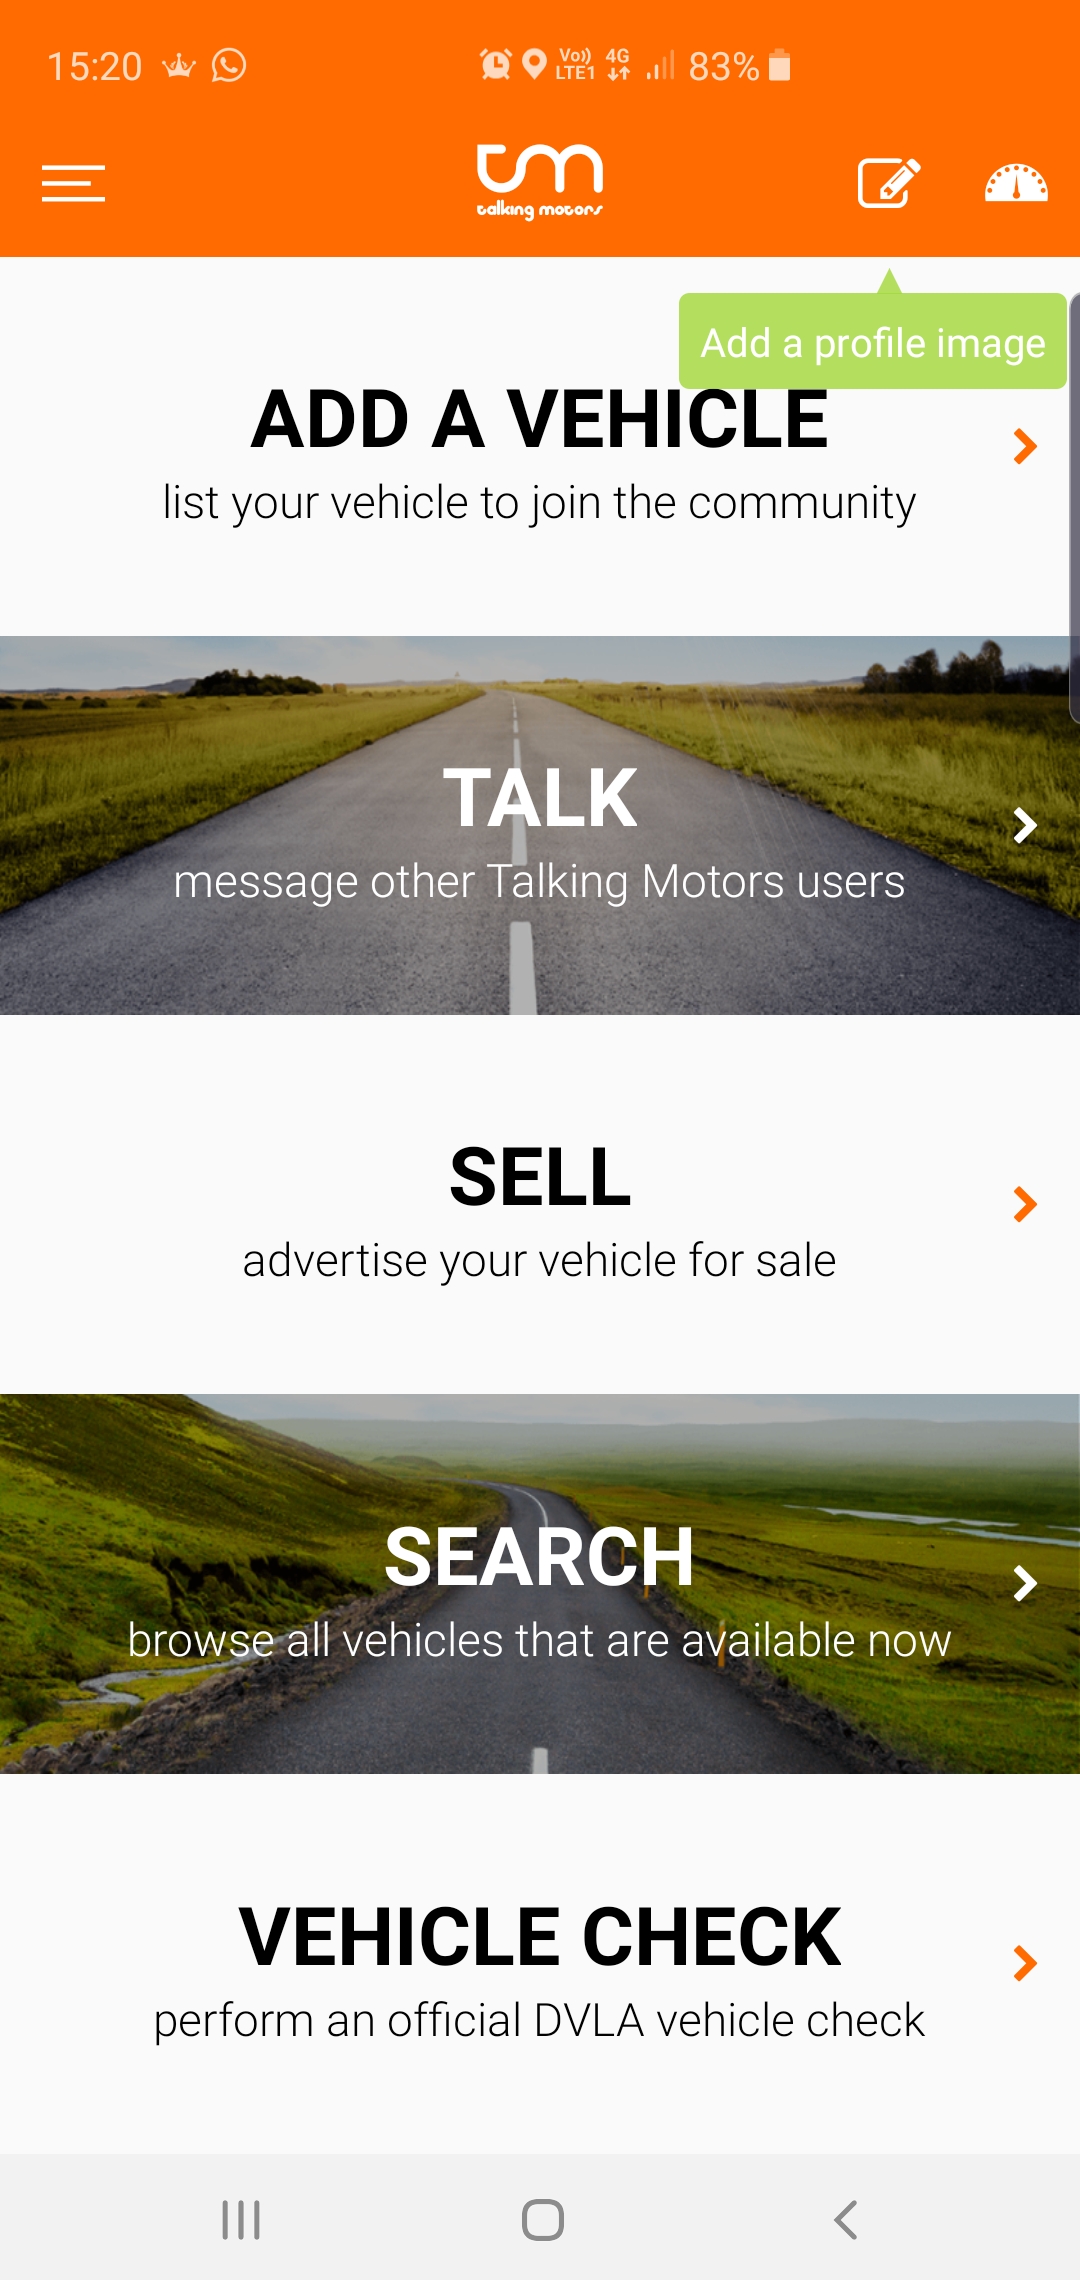 15:20
Vo)) 4G 83%
LTE1
tm
talking motors
Add a profile image
ADD A VEHICLE
list your vehicle to join the community
TALK
message other Talking Motors users
SELL
advertise your vehicle for sale
SEARCH
browse all vehicles that are available now
VEHICLE CHECK
perform an official DVLA vehicle check